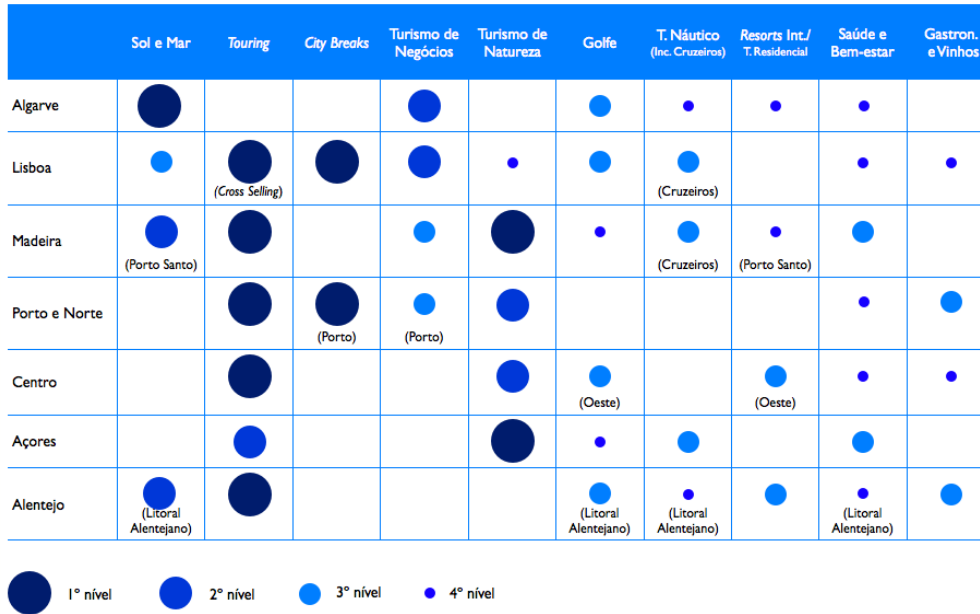 Sol e Mar
Touring
City Breaks
Turismo de
Negócios
Turismo de
Natureza
Golfe
T. Náutico
(Inc. Cruzeiros)
Resorts Int./
T. Residencial
Saúde e
Bem-estar
Gastron.
e Vinhos
Algarve
Lisboa
(Cross Selling)
(Cruzeiros)
Madeira
(Porto Santo)
(Cruzeiros)
(Porto Santo)
Porto e Norte
(Porto)
(Porto)
Centro
(Oeste)
(Oeste)
Açores
Alentejo
(Litoral
Alentejano)
(Litoral
Alentejano)
(Litoral
Alentejano)
(Litoral
Alentejano)
1º nível
2º nível
3º nível
4º nível